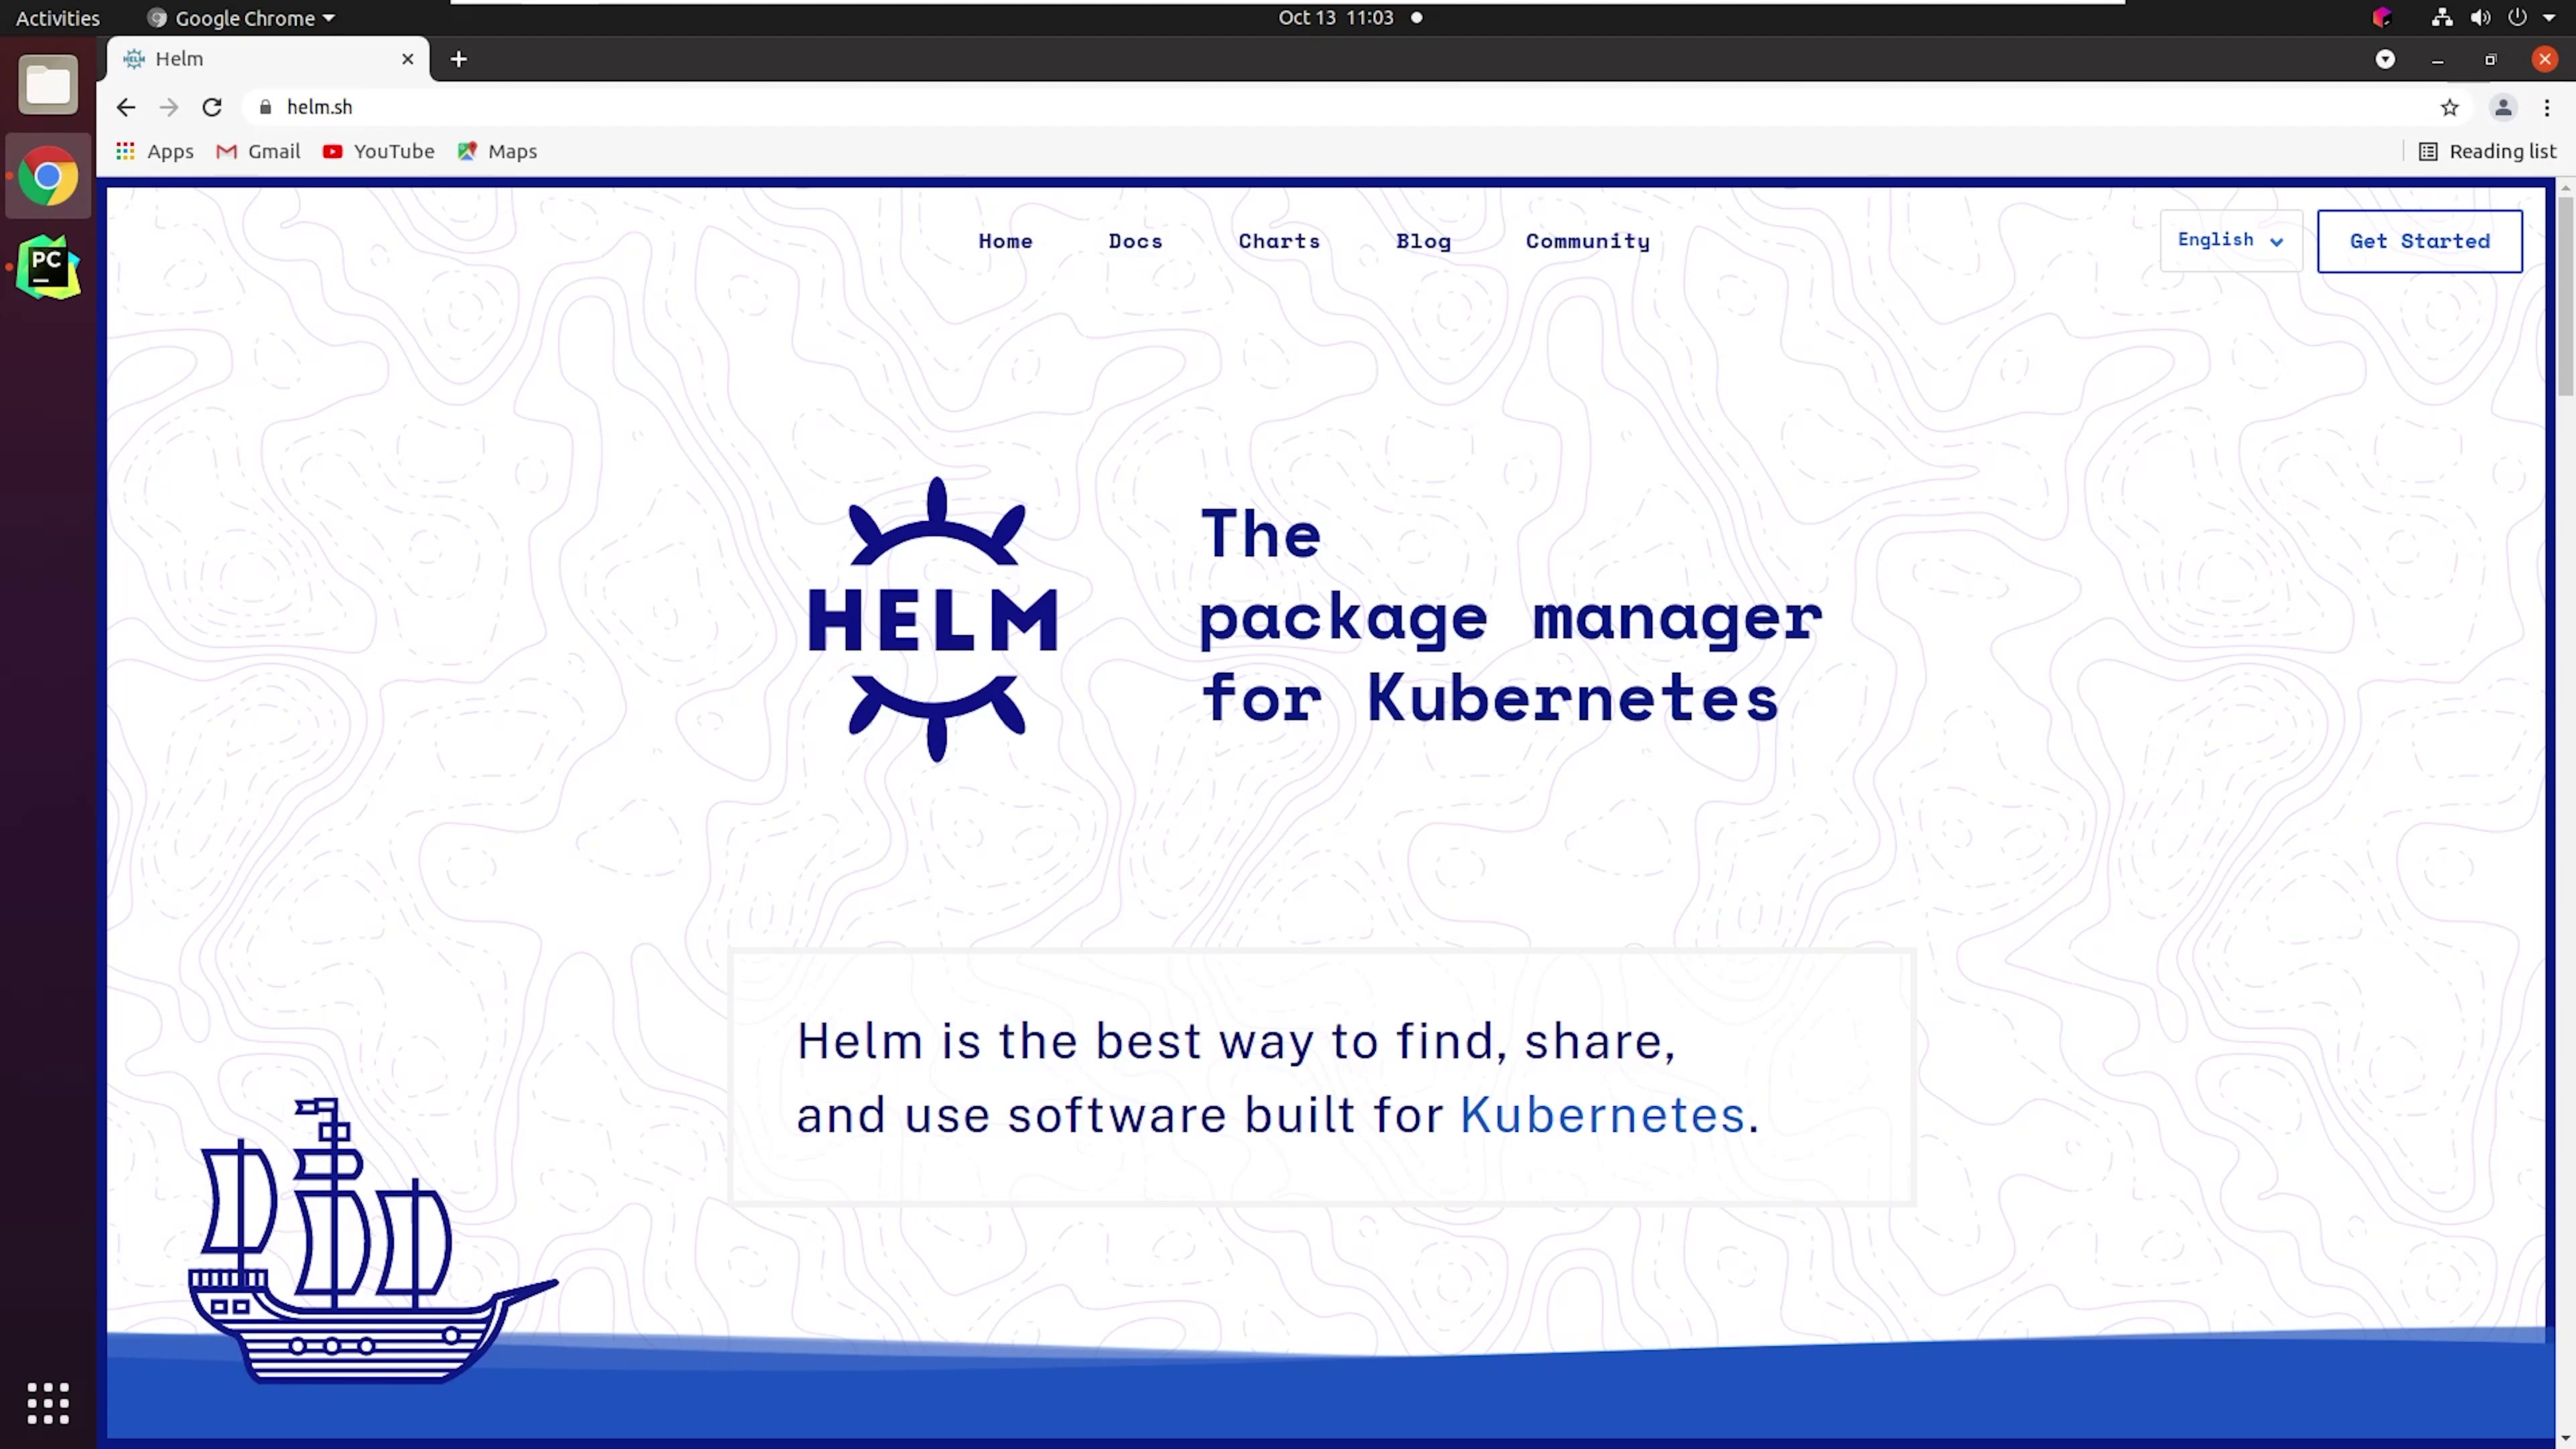 Activities
Google Chrome
Oct 13 11:03
Helm
helm.sh
Apps
Gmail
YouTube
Maps
Reading list
Home
Docs
Charts
Blog
Community
English
Get Started
PC
HELM
The
package manager
for Kubernetes
Helm is the best way to find, share,
and use software built for Kubernetes.